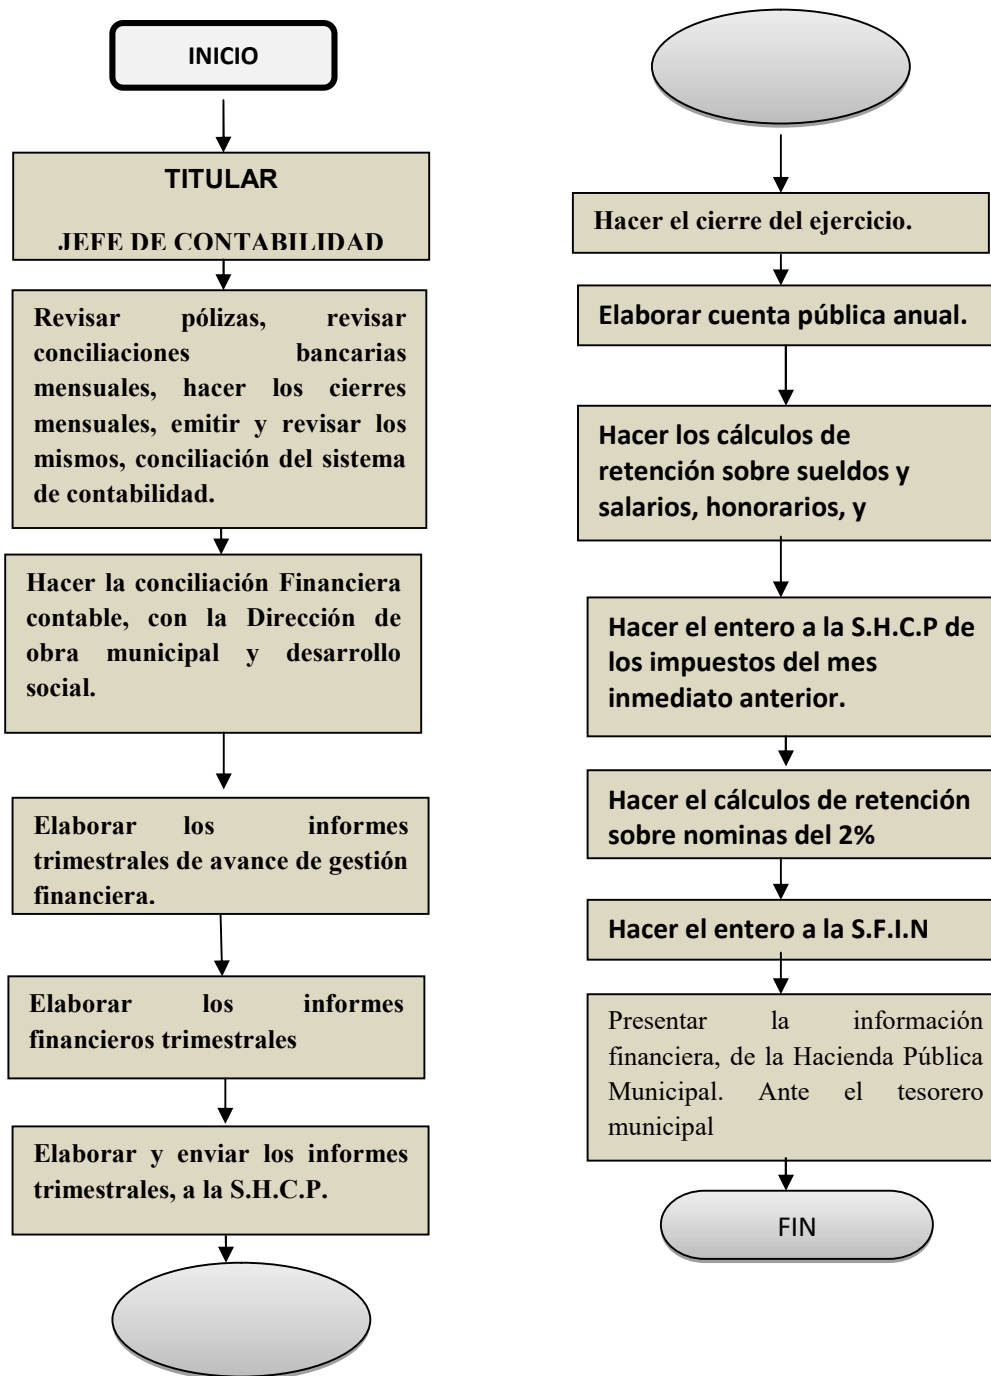 INICIO
TITULAR
JEFE DE CONTABILIDAD
Revisar pólizas, revisar
conciliaciones bancarias
mensuales, hacer los cierres
mensuales, emitir y revisar los
mismos, conciliación del sistema
de contabilidad.
Hacer la conciliación Financiera
contable, con la Dirección de
obra municipal y desarrollo
social.
Elaborar los informes
trimestrales de avance de gestión
financiera.
Elaborar los informes
financieros trimestrales
Elaborar y enviar los informes
trimestrales, a la S.H.C.P.
Hacer el cierre del ejercicio.
Elaborar cuenta pública anual.
Hacer los cálculos de
retención sobre sueldos y
salarios, honorarios, y
Hacer el entero a la S.H.C.P de
los impuestos del mes
inmediato anterior.
Hacer el cálculos de retención
sobre nominas del 2%
Hacer el entero a la S.F.I.N
Presentar la información
financiera, de la Hacienda Pública
Municipal. Ante el tesorero
municipal
FIN